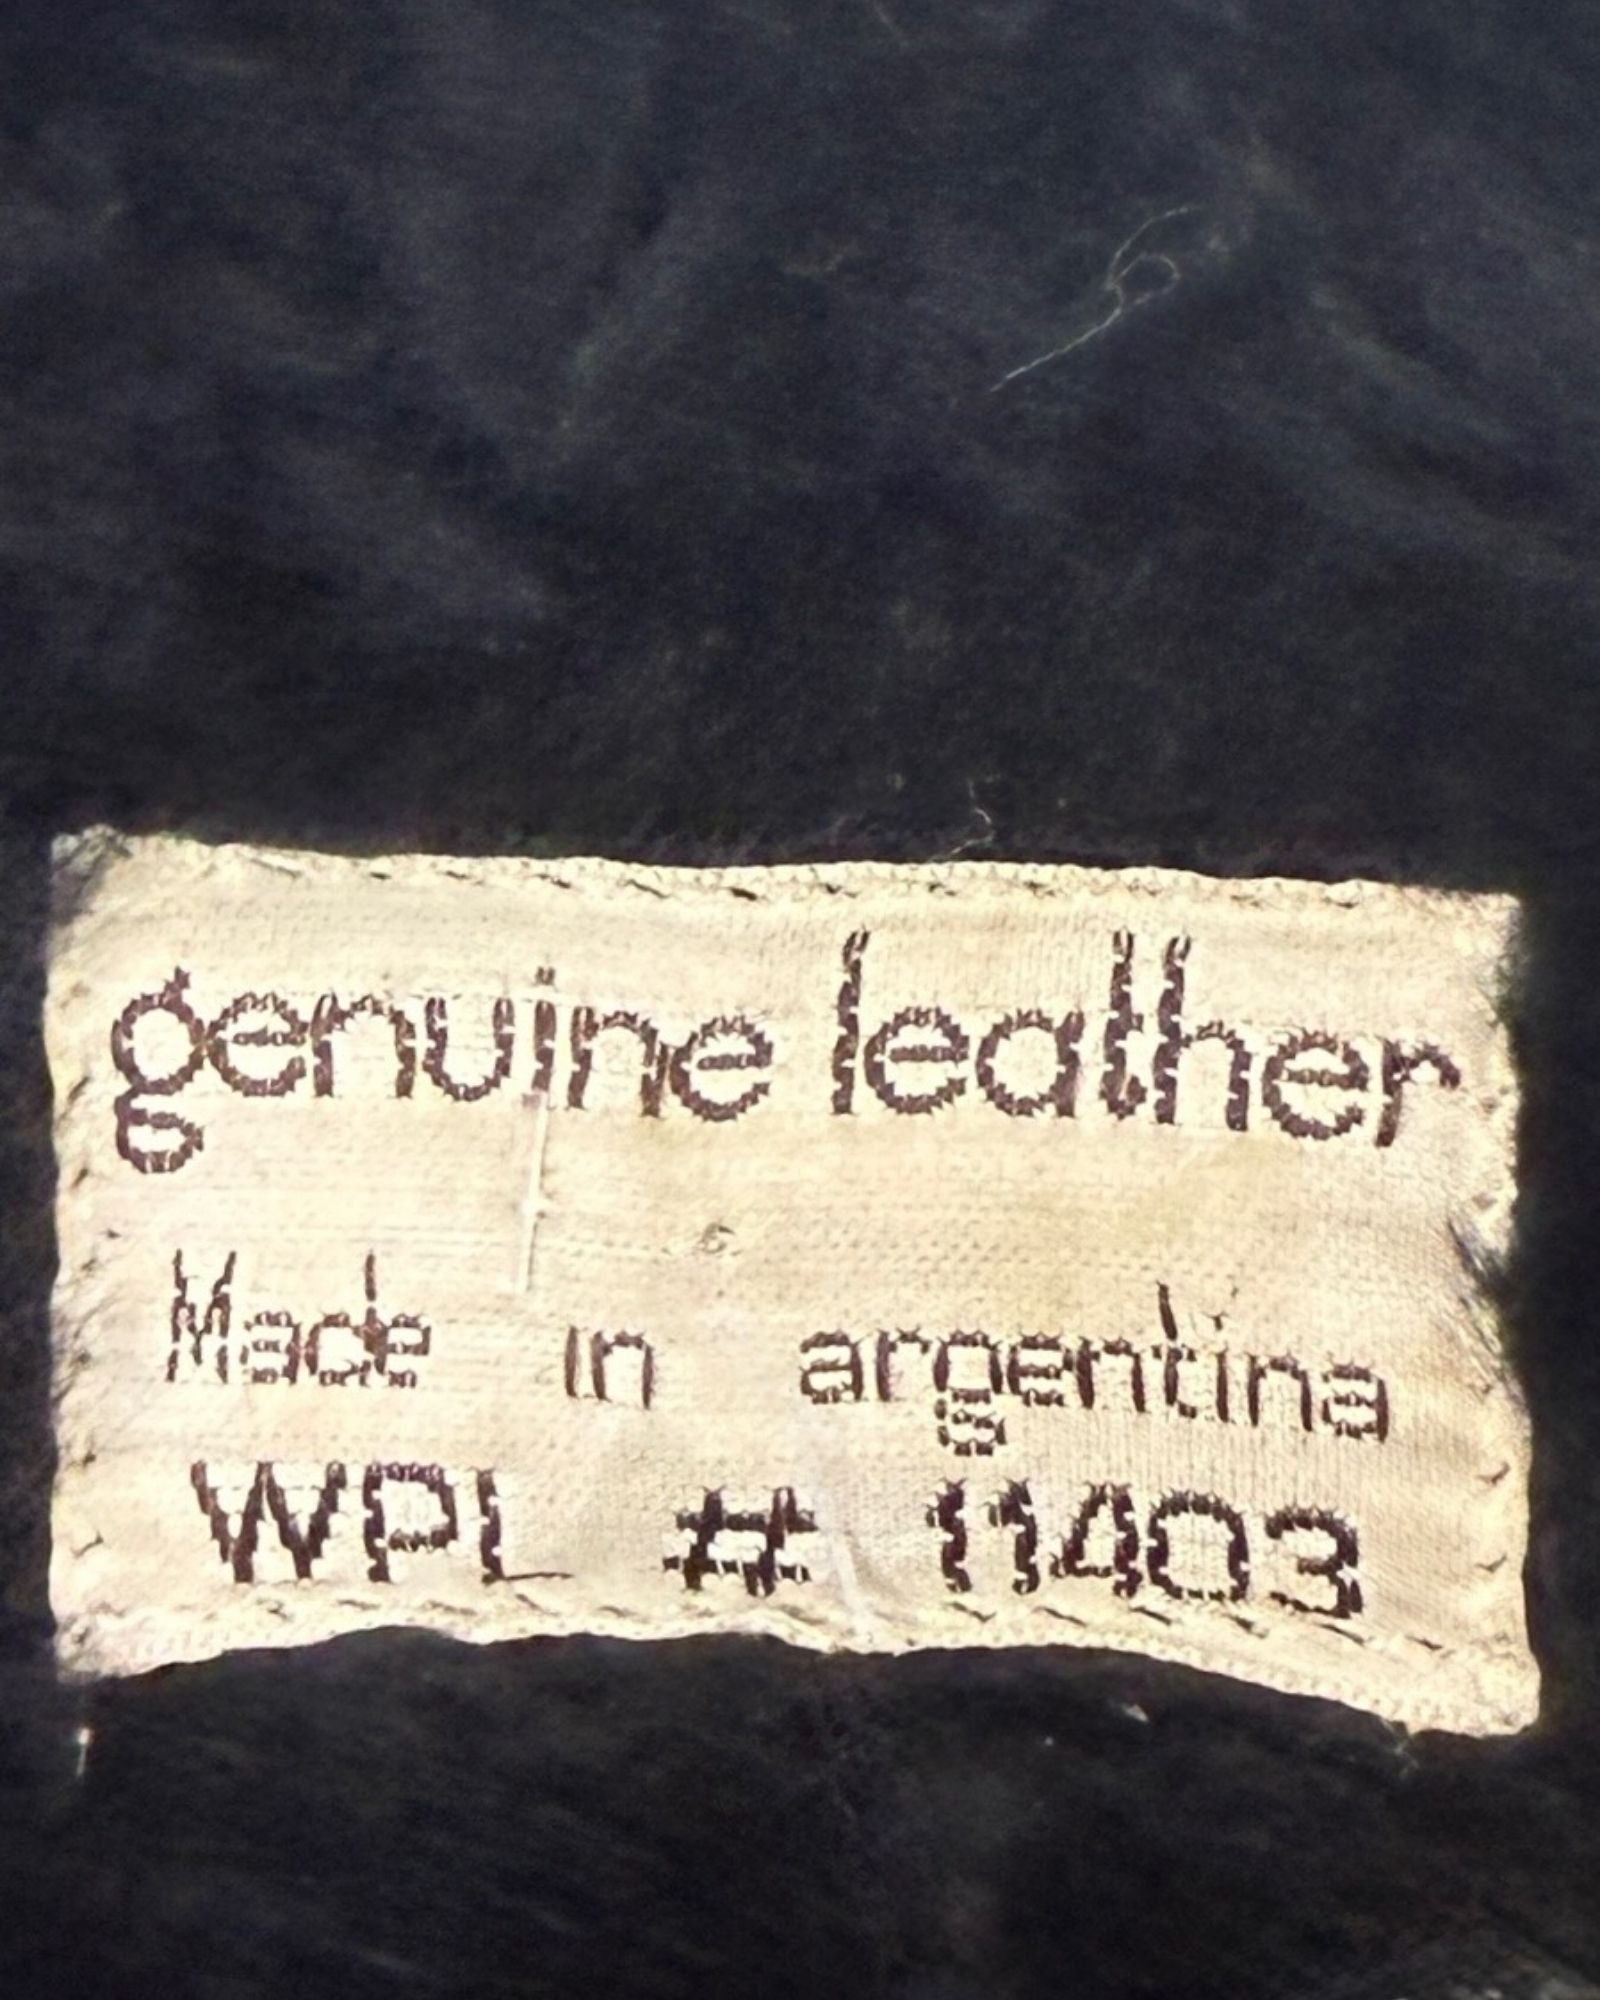 genuine leather
Made in argentina
WPL # 11403